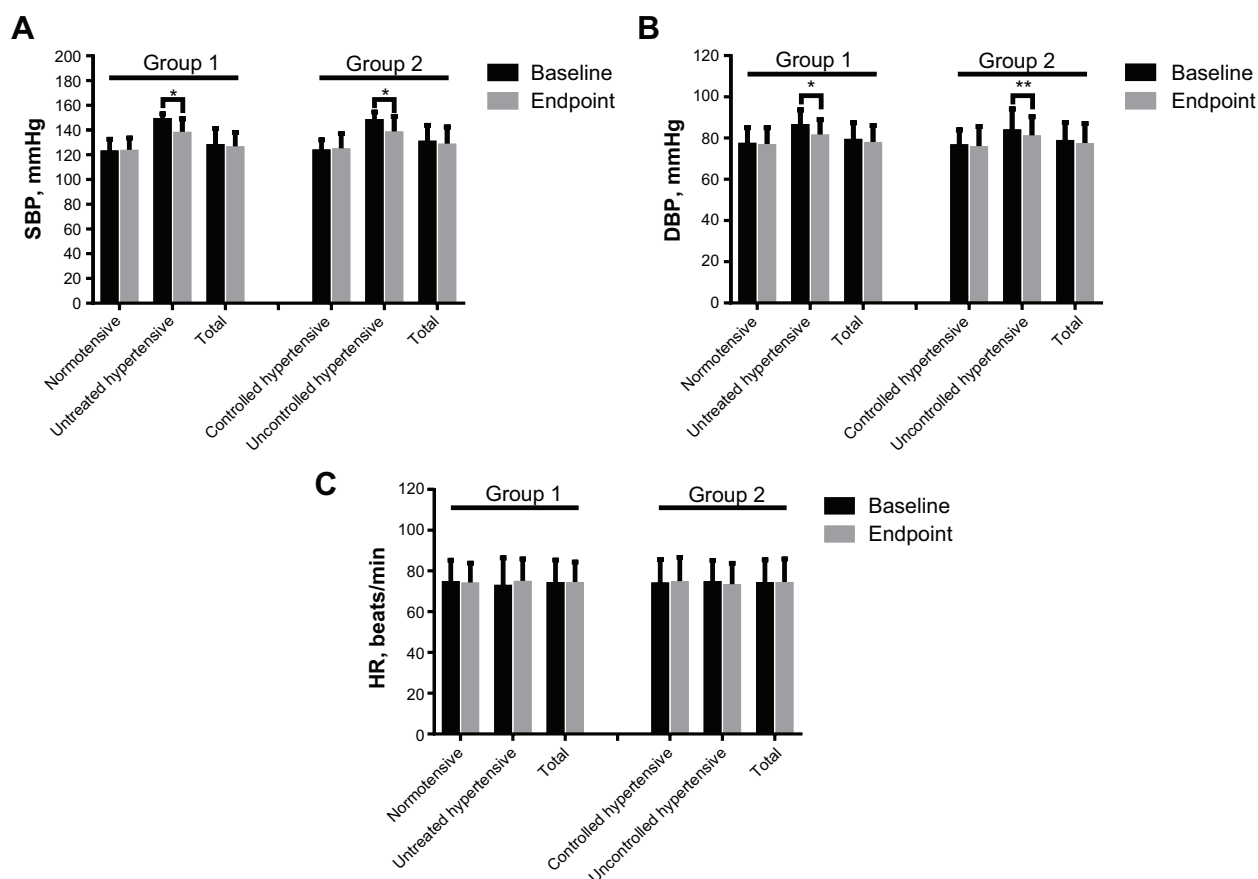 A
SBP, mmHg
200
180
160
140
120
100
80
60
40
20
0
Group 1
Group 2
*
*
Baseline
Endpoint
Normotensive
Untreated hypertensive
Total
Controlled hypertensive
Uncontrolled hypertensive
Total
B
DBP, mmHg
120
100
80
60
40
20
0
Group 1
Group 2
*
**
Baseline
Endpoint
Normotensive
Untreated hypertensive
Total
Controlled hypertensive
Uncontrolled hypertensive
Total
C
HR, beats/min
120
100
80
60
40
20
0
Group 1
Group 2
Baseline
Endpoint
Normotensive
Untreated hypertensive
Total
Controlled hypertensive
Uncontrolled hypertensive
Total